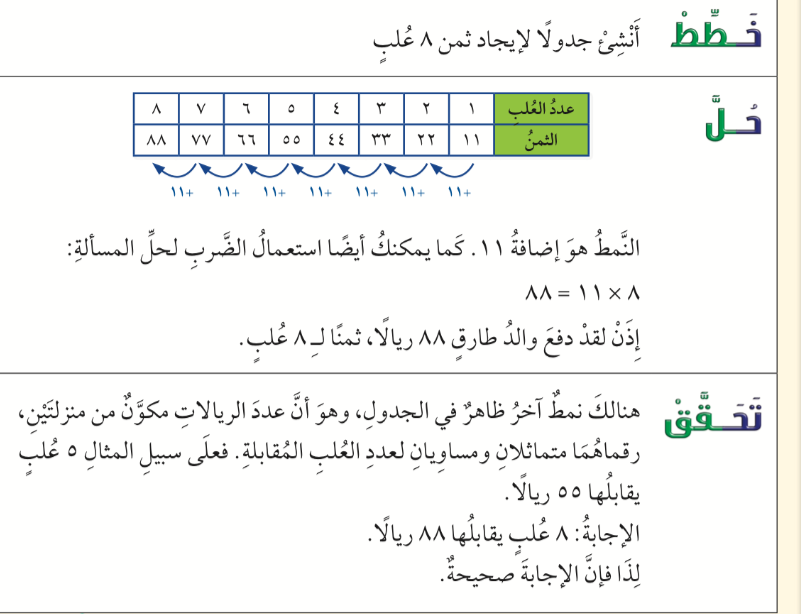 خَطِّطْ
أَنْشِئْ جدولًا لإيجاد ثمن ٨ عُلبٍ
حُلَّ
عددُ العُلبِ ١ ٢ ٣ ٤ ٥ ٦ ٧ ٨
الثمنُ ١١ ٢٢ ٣٣ ٤٤ ٥٥ ٦٦ ٧٧ ٨٨
+١١ +١١ +١١ +١١ +١١ +١١ +١١
النَّمطُ هوَ إضافةُ ١١. كَما يمكنكُ أيضًا استعمالُ الضَّربِ لحلِّ المسألةِ:
٨ × ١١ = ٨٨
إِذَنْ لقدْ دفعَ والدُ طارقٍ ٨٨ ريالًا، ثمنًا لـِ ٨ عُلبٍ.
تَحَقَّقْ
هنالكَ نمطٌ آخرُ ظاهرٌ في الجدولِ، وهوَ أنَّ عددَ الريالاتِ مكوَّنٌ من منزلتَيْنِ،
رقماهُمَا متماثلانِ ومساويانِ لعددِ العُلبِ المُقابلةِ. فعلَى سبيلِ المثالِ ٥ عُلبٍ
يقابلُها ٥٥ ريالًا.
الإجابةُ: ٨ عُلبٍ يقابلُها ٨٨ ريالًا.
لِذَا فإنَّ الإجابةَ صحيحةٌ.